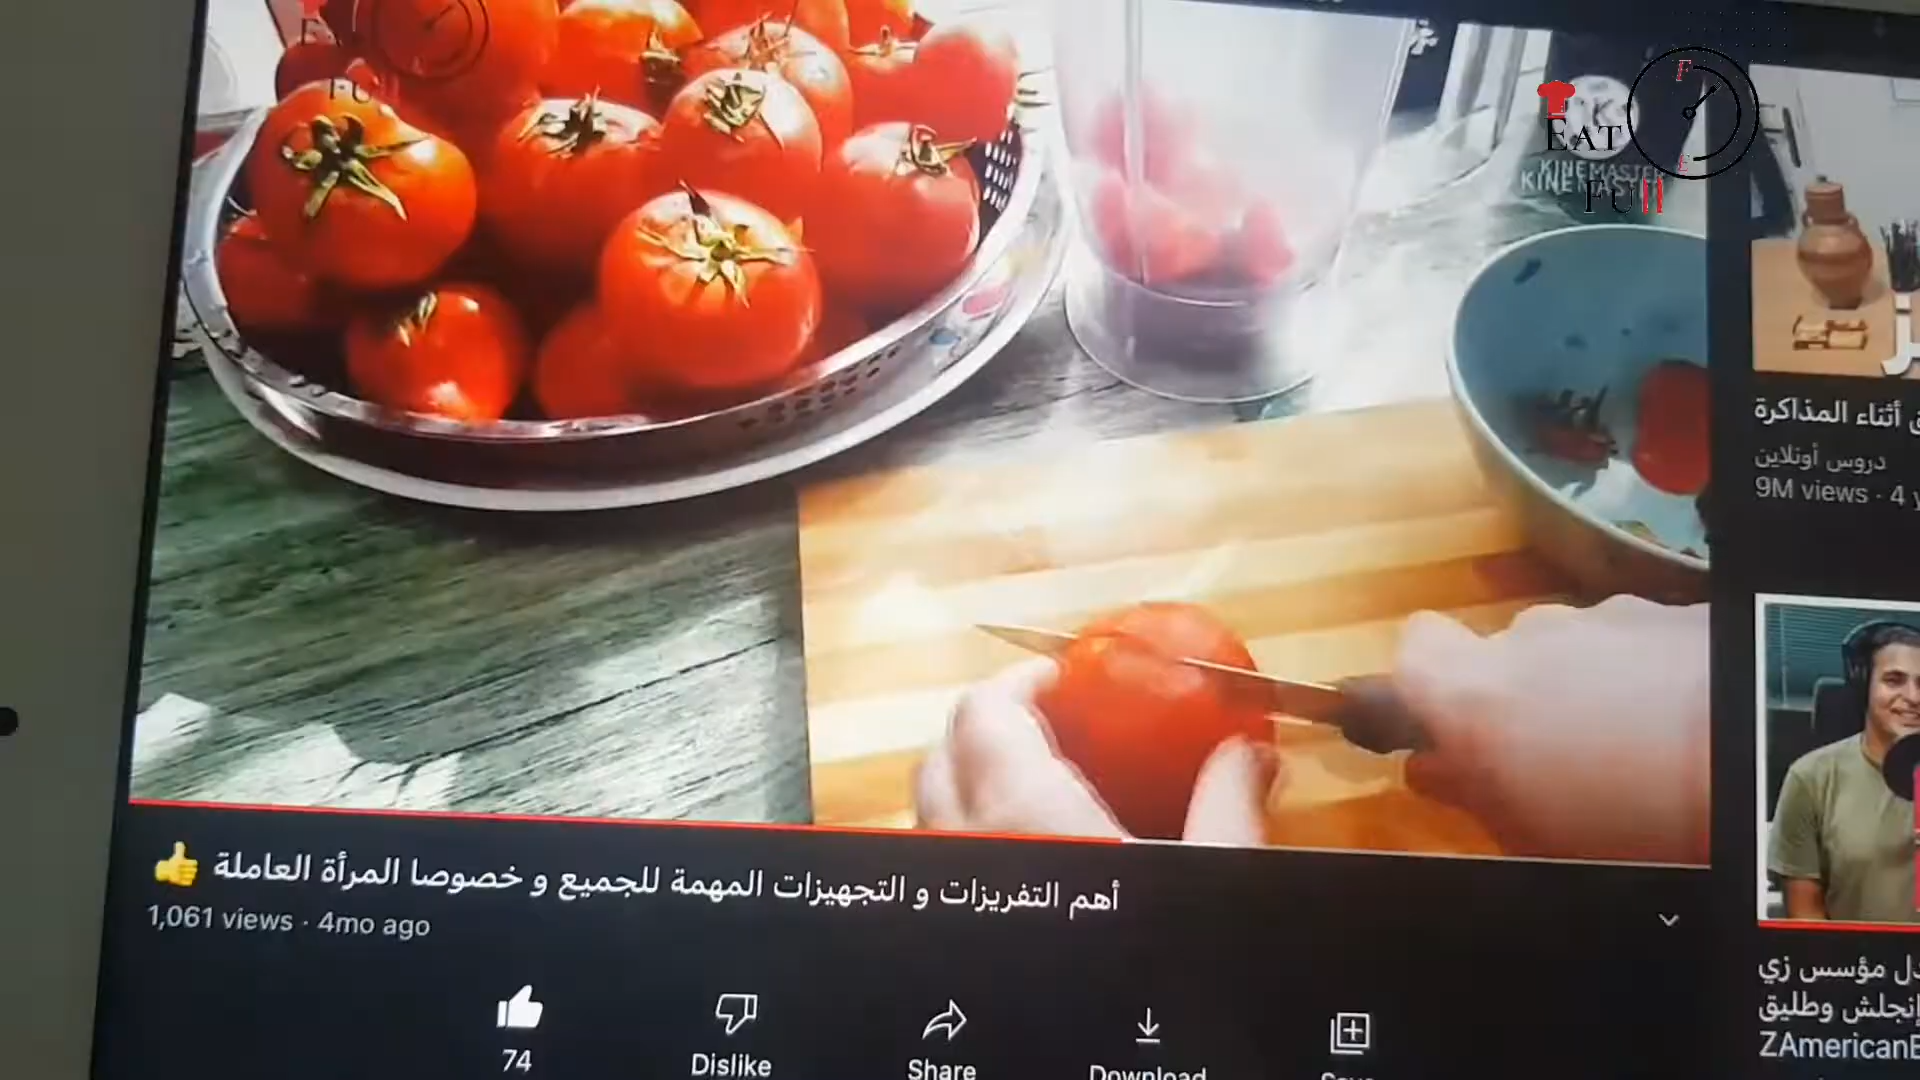 EAT
FUll
KINEMASTER
KINEMASTER
أثناء المذاكرة
دروس أونلاين
9M views · 4
أهم التفريزات و التجهيزات المهمة للجميع و خصوصا المرأة العاملة 👍
1,061 views · 4mo ago
74
Dislike
Share
Download
مؤسس زي
إنجلش وطليق